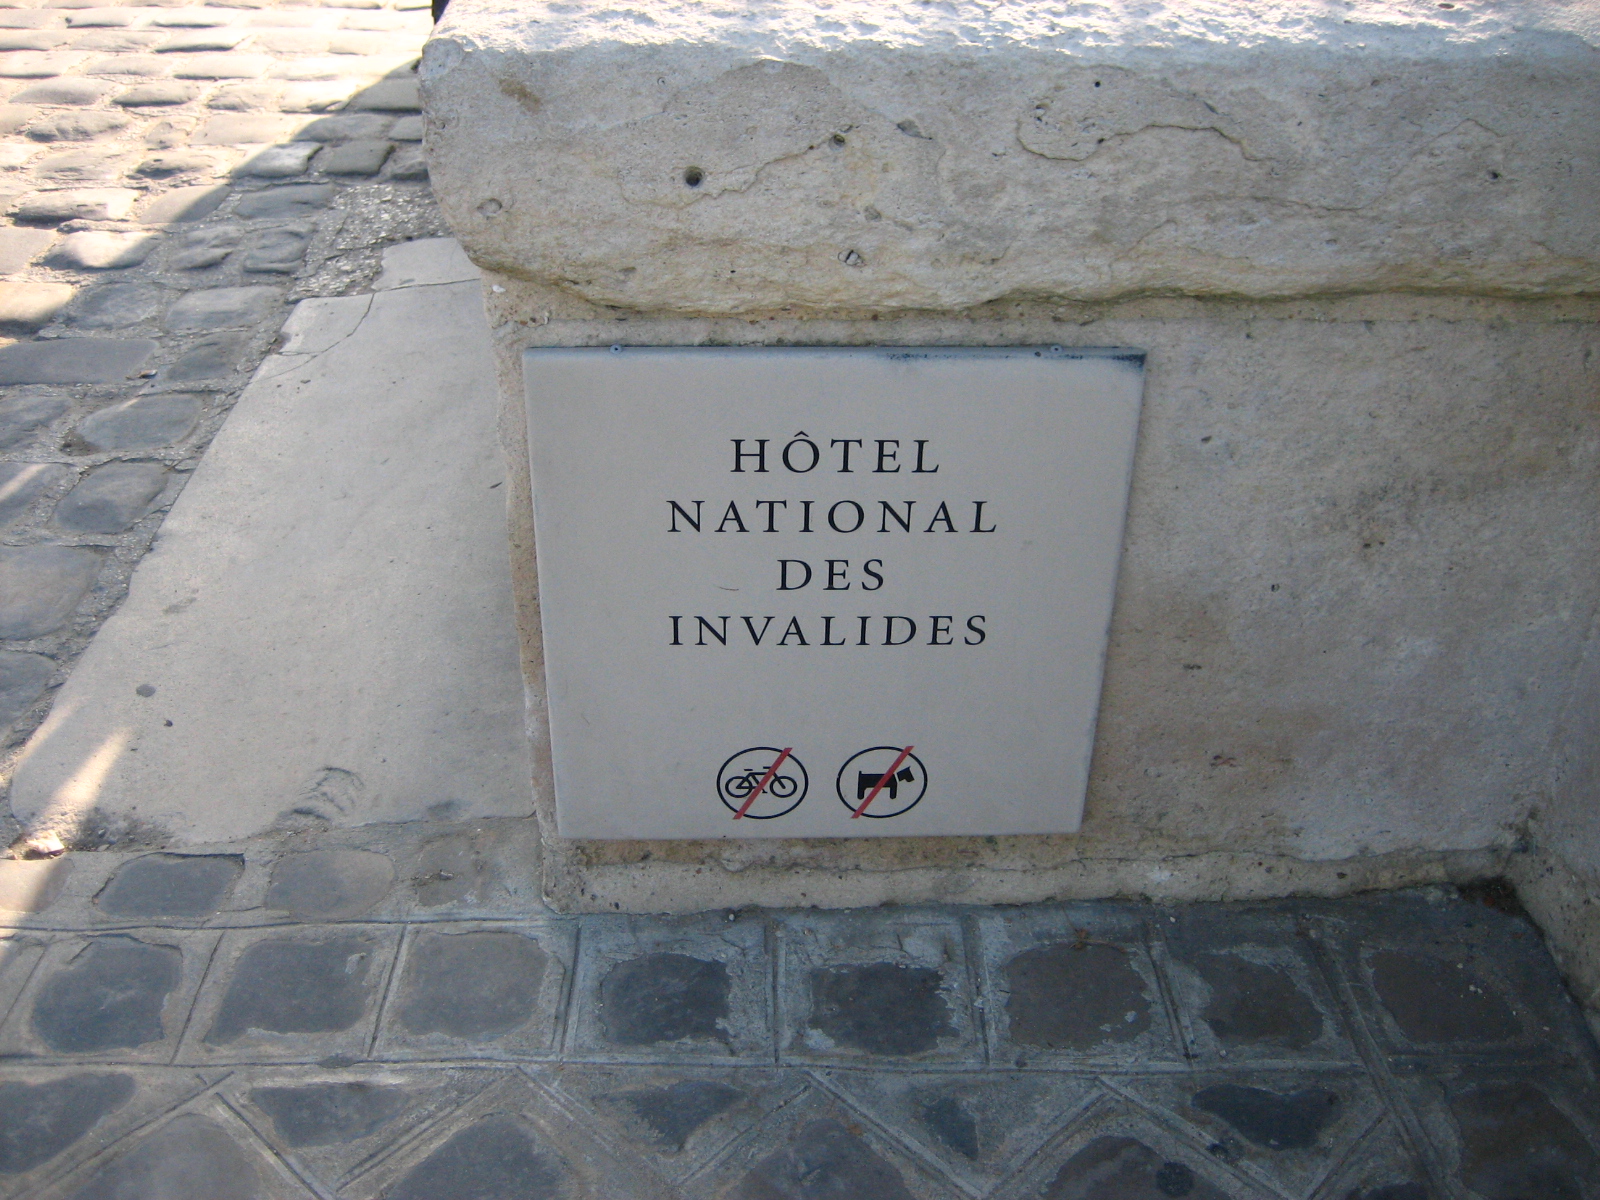 HÔTEL
NATIONAL
DES
INVALIDES